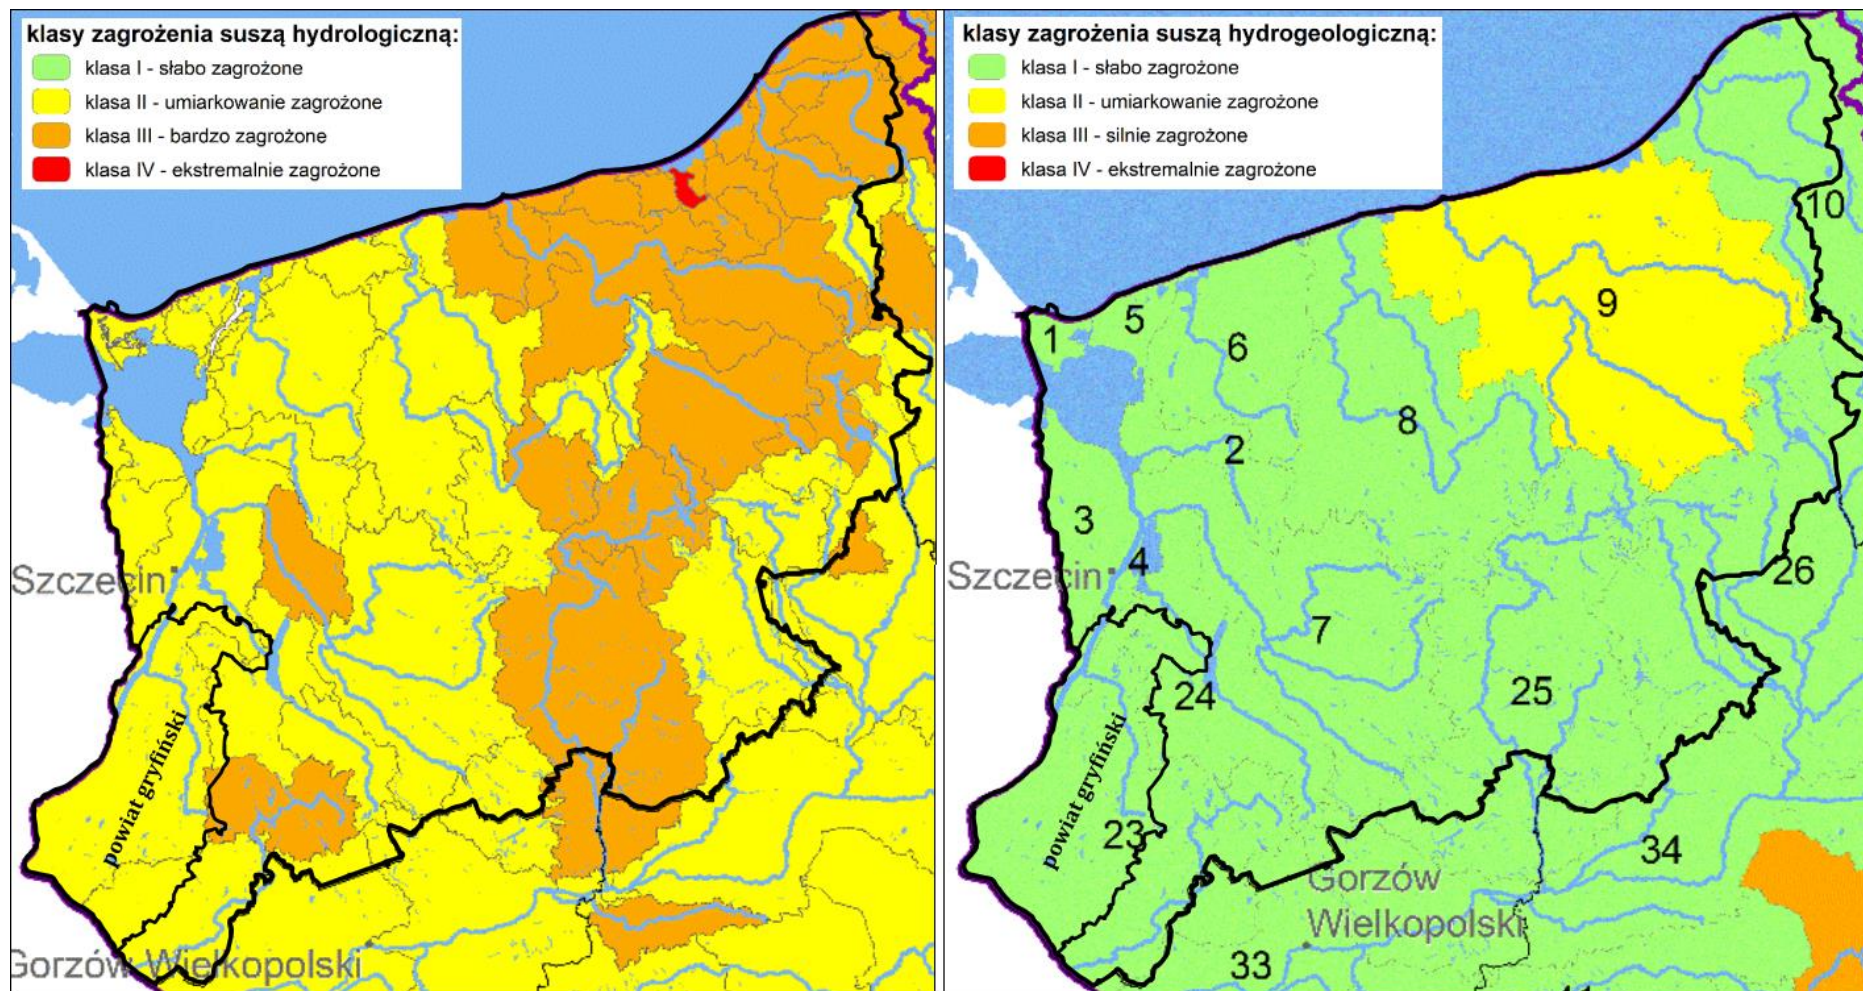 klasy zagrożenia suszą hydrologiczną:
klasa I - słabo zagrożone
klasa II - umiarkowanie zagrożone
klasa III - bardzo zagrożone
klasa IV - ekstremalnie zagrożone
Szczecin
powiat gryfiński
Gorzów Wielkopolski
klasy zagrożenia suszą hydrogeologiczną:
klasa I - słabo zagrożone
klasa II - umiarkowanie zagrożone
klasa III - silnie zagrożone
klasa IV - ekstremalnie zagrożone
10
9
5
1
6
8
2
3
4
Szczecin
26
7
25
24
powiat gryfiński
23
34
Gorzów
Wielkopolski
33